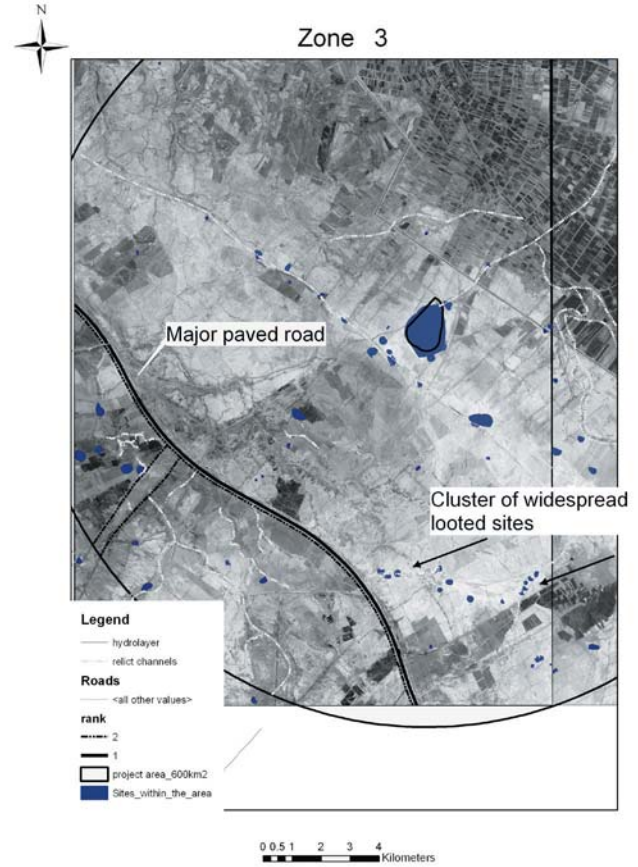 N
Zone 3
Major paved road
Cluster of widespread
looted sites
Legend
hydrolayer
relict channels
Roads
<all other values>
rank
2
1
project area_600km2
Sites_within_the_area
0 0.5 1 2 3 4
Kilometers